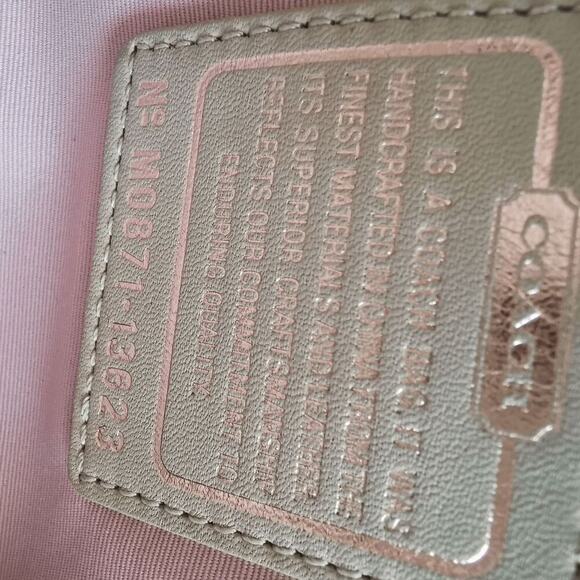 COACH
THIS IS A COACH BAG. IT WAS
HANDCRAFTED IN CHINA FROM THE
FINEST MATERIALS AND LEATHER.
ITS SUPERIOR CRAFTSMANSHIP
REFLECTS OUR COMMITMENT TO
ENDURING QUALITY.
Nº M0871-13623